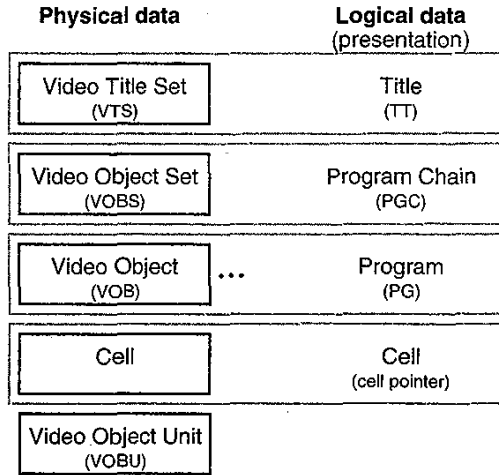 Physical data
Logical data
(presentation)
Video Title Set
(VTS)
Title
(TT)
Video Object Set
(VOBS)
Program Chain
(PGC)
Video Object
(VOB)
...
Program
(PG)
Cell
Cell
(cell pointer)
Video Object Unit
(VOBU)